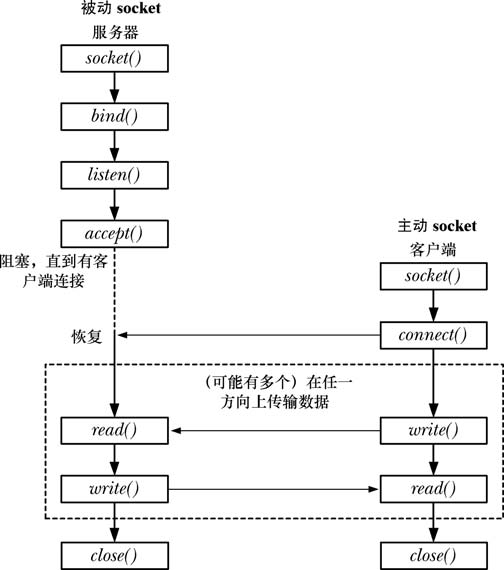 被动 socket
服务器
socket()
bind()
listen()
accept()
阻塞，直到有客
户端连接
主动 socket
客户端
socket()
恢复
connect()
（可能有多个）在任一
方向上传输数据
read()
write()
write()
read()
close()
close()